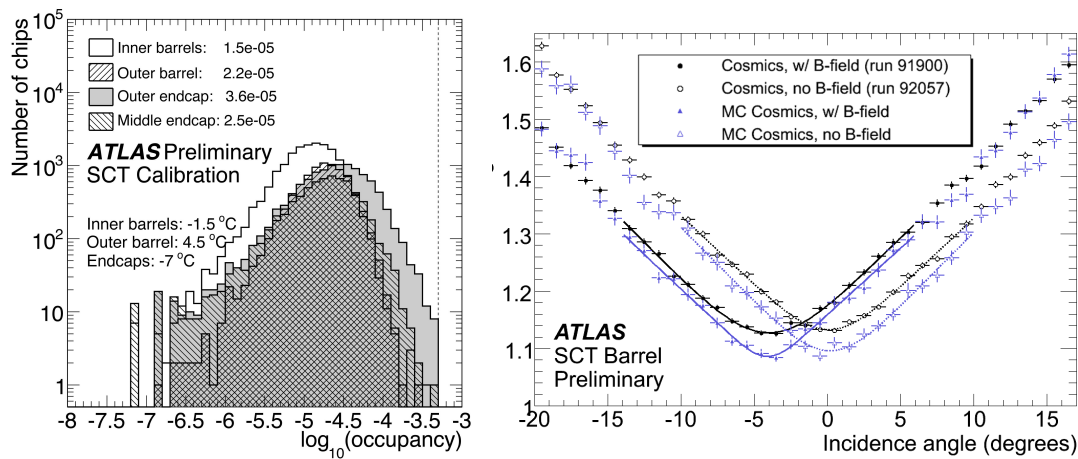 Number of chips
10^5
10^4
10^3
10^2
10
1
Inner barrels: 1.5e-05
Outer barrel: 2.2e-05
Outer endcap: 3.6e-05
Middle endcap: 2.5e-05
ATLAS Preliminary
SCT Calibration
Inner barrels: -1.5 °C
Outer barrel: 4.5 °C
Endcaps: -7 °C
-8 -7.5 -7 -6.5 -6 -5.5 -5 -4.5 -4 -3.5 -3
log10(occupancy)
1.6
1.5
1.4
1.3
1.2
1.1
1
Cosmics, w/ B-field (run 91900)
Cosmics, no B-field (run 92057)
MC Cosmics, w/ B-field
MC Cosmics, no B-field
ATLAS
SCT Barrel
Preliminary
-20 -15 -10 -5 0 5 10 15
Incidence angle (degrees)